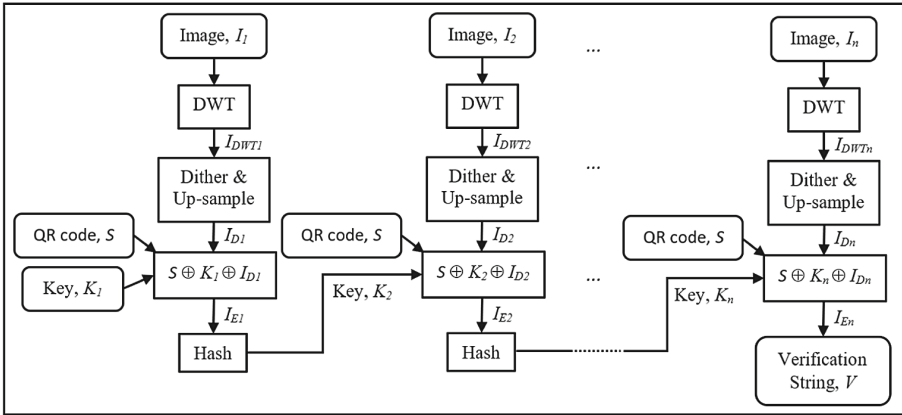 Image, I1
Image, I2
...
Image, In
DWT
DWT
DWT
IDWT1
IDWT2
IDWTn
Dither &
Up-sample
Dither &
Up-sample
...
Dither &
Up-sample
QR code, S
ID1
QR code, S
ID2
QR code, S
IDn
Key, K1
S ⊕ K1 ⊕ ID1
Key, K2
S ⊕ K2 ⊕ ID2
...
Key, Kn
S ⊕ Kn ⊕ IDn
IE1
IE2
IEn
Hash
Hash
Verification
String, V